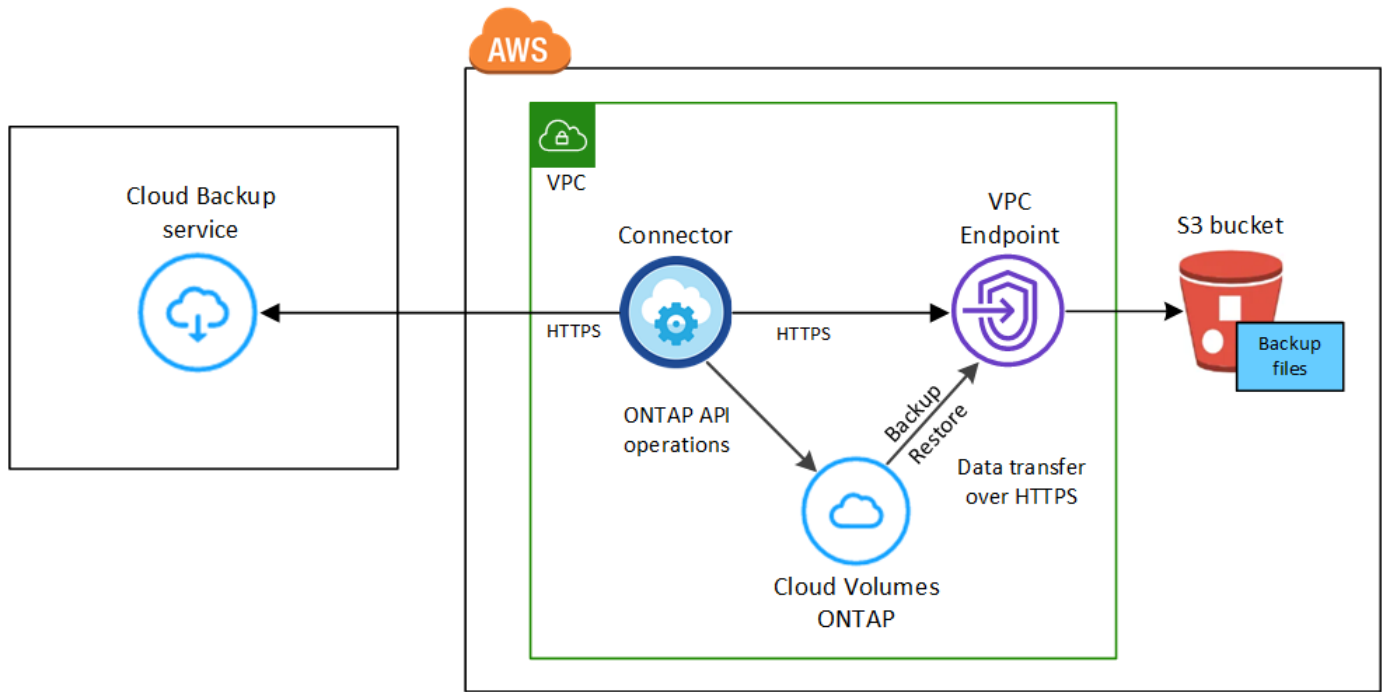 AWS
VPC
Cloud Backup
service
Connector
VPC
Endpoint
S3 bucket
HTTPS
HTTPS
Backup
files
ONTAP API
operations
Backup
Restore
Data transfer
over HTTPS
Cloud Volumes
ONTAP